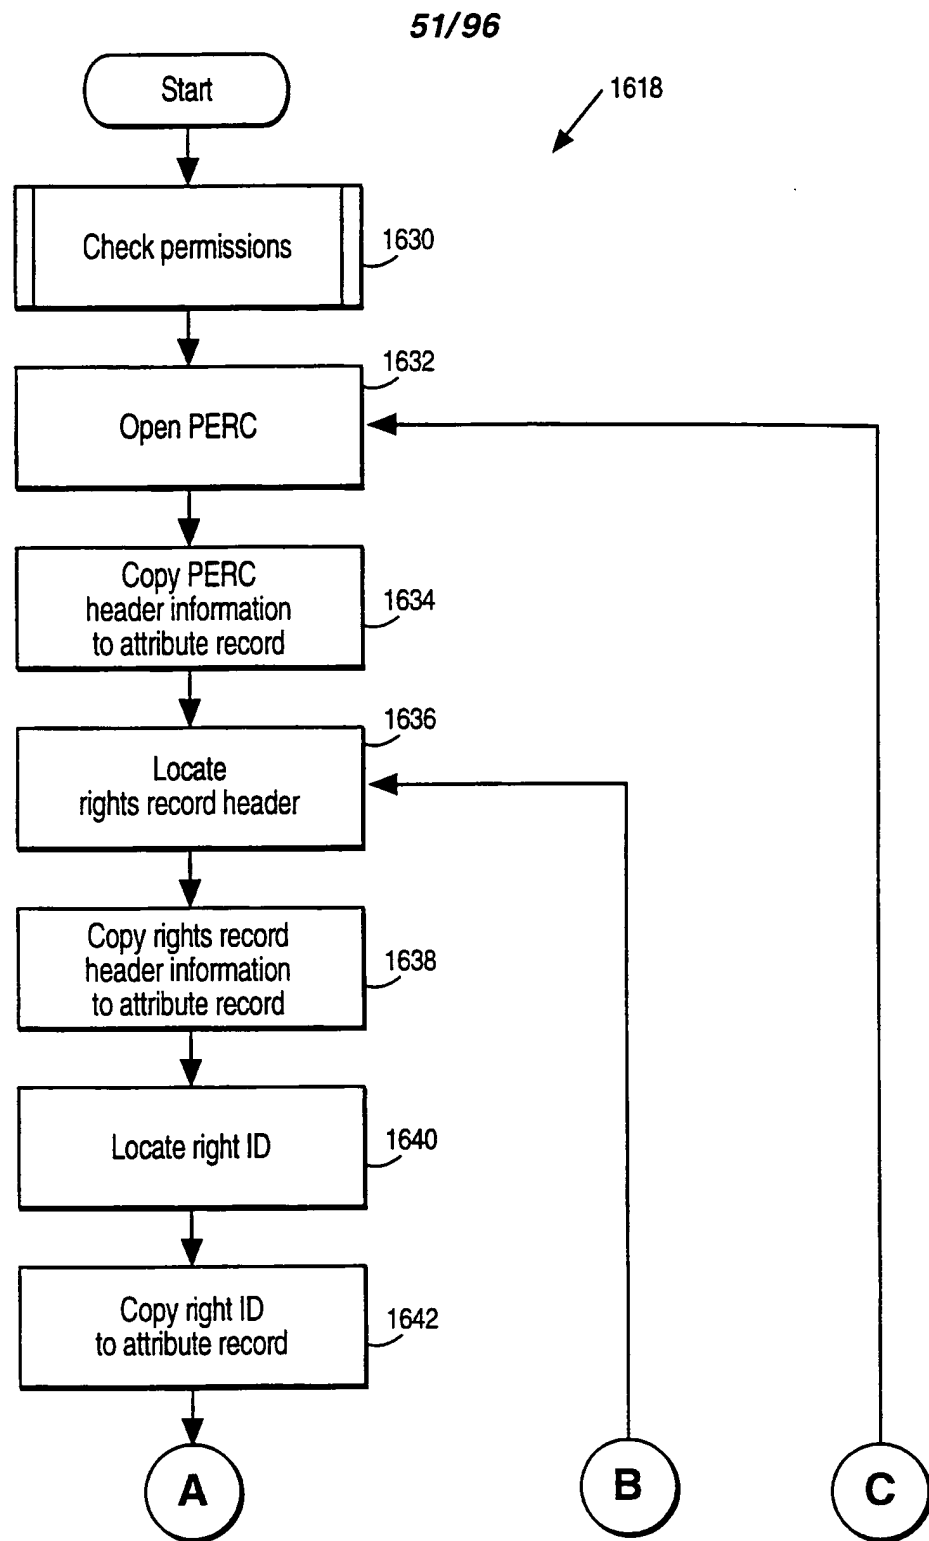 51/96
Start
1618
Check permissions
1630
1632
Open PERC
Copy PERC
header information
to attribute record
1634
1636
Locate
rights record header
Copy rights record
header information
to attribute record
1638
Locate right ID
1640
Copy right ID
to attribute record
1642
A
B
C